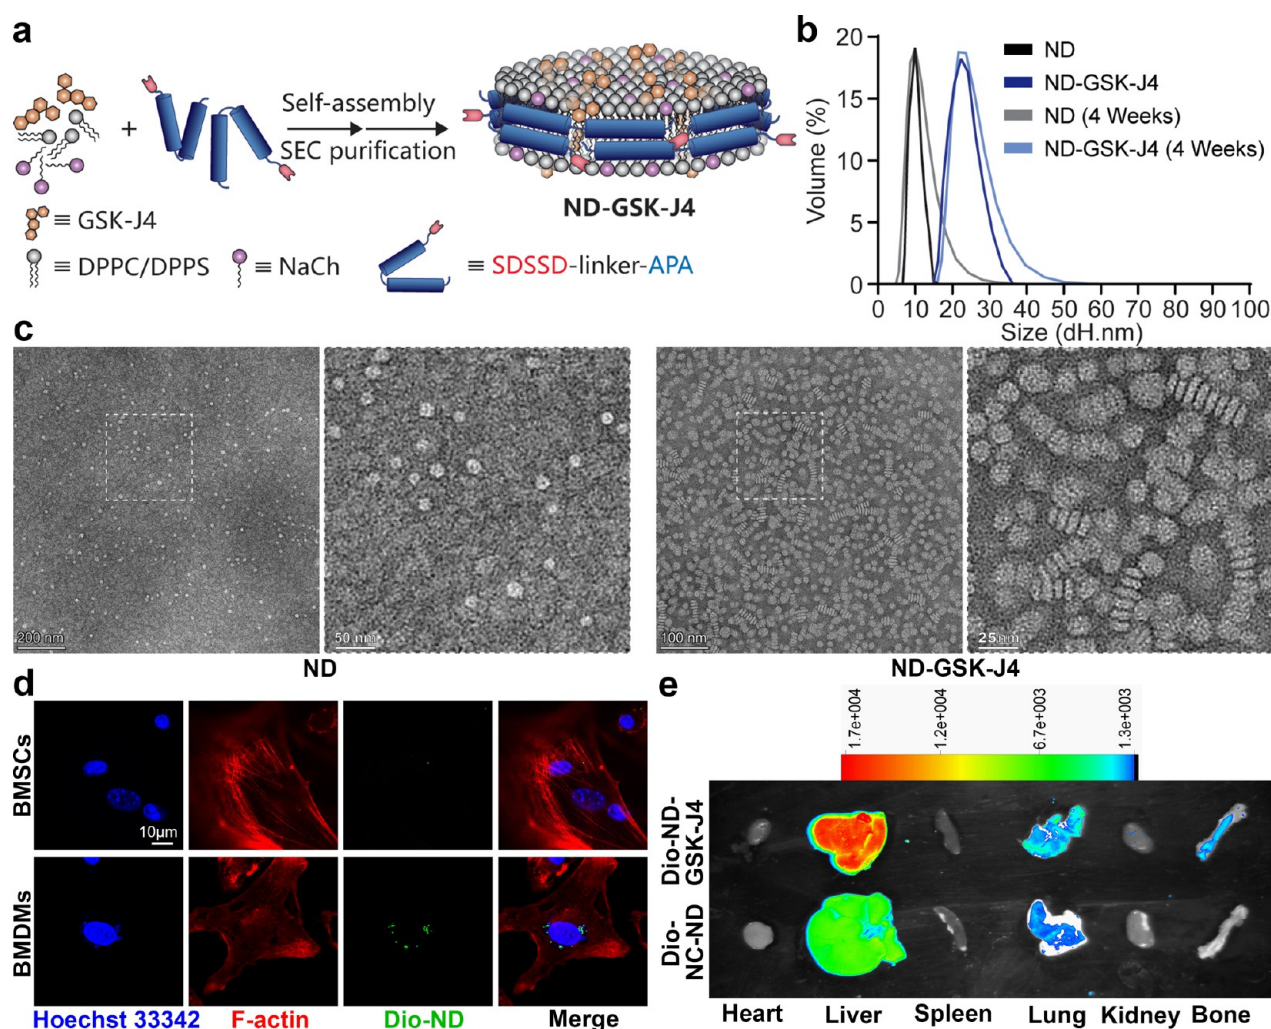 a
+
Self-assembly
SEC purification
ND-GSK-J4
≡ GSK-J4
≡ DPPC/DPPS
≡ NaCh
≡ SDSSD-linker-APA
b
Volume (%)
20
15
10
5
0
0 10 20 30 40 50 60 70 80 90 100
Size (dH.nm)
ND
ND-GSK-J4
ND (4 Weeks)
ND-GSK-J4 (4 Weeks)
c
200 nm
50 nm
100 nm
25 nm
ND
ND-GSK-J4
d
BMSCs
10μm
BMDMs
Hoechst 33342
F-actin
Dio-ND
Merge
e
1.7e+004
1.2e+004
6.7e+003
1.3e+003
Dio-ND-
GSK-J4
Dio-
NC-ND
Heart Liver Spleen Lung Kidney Bone